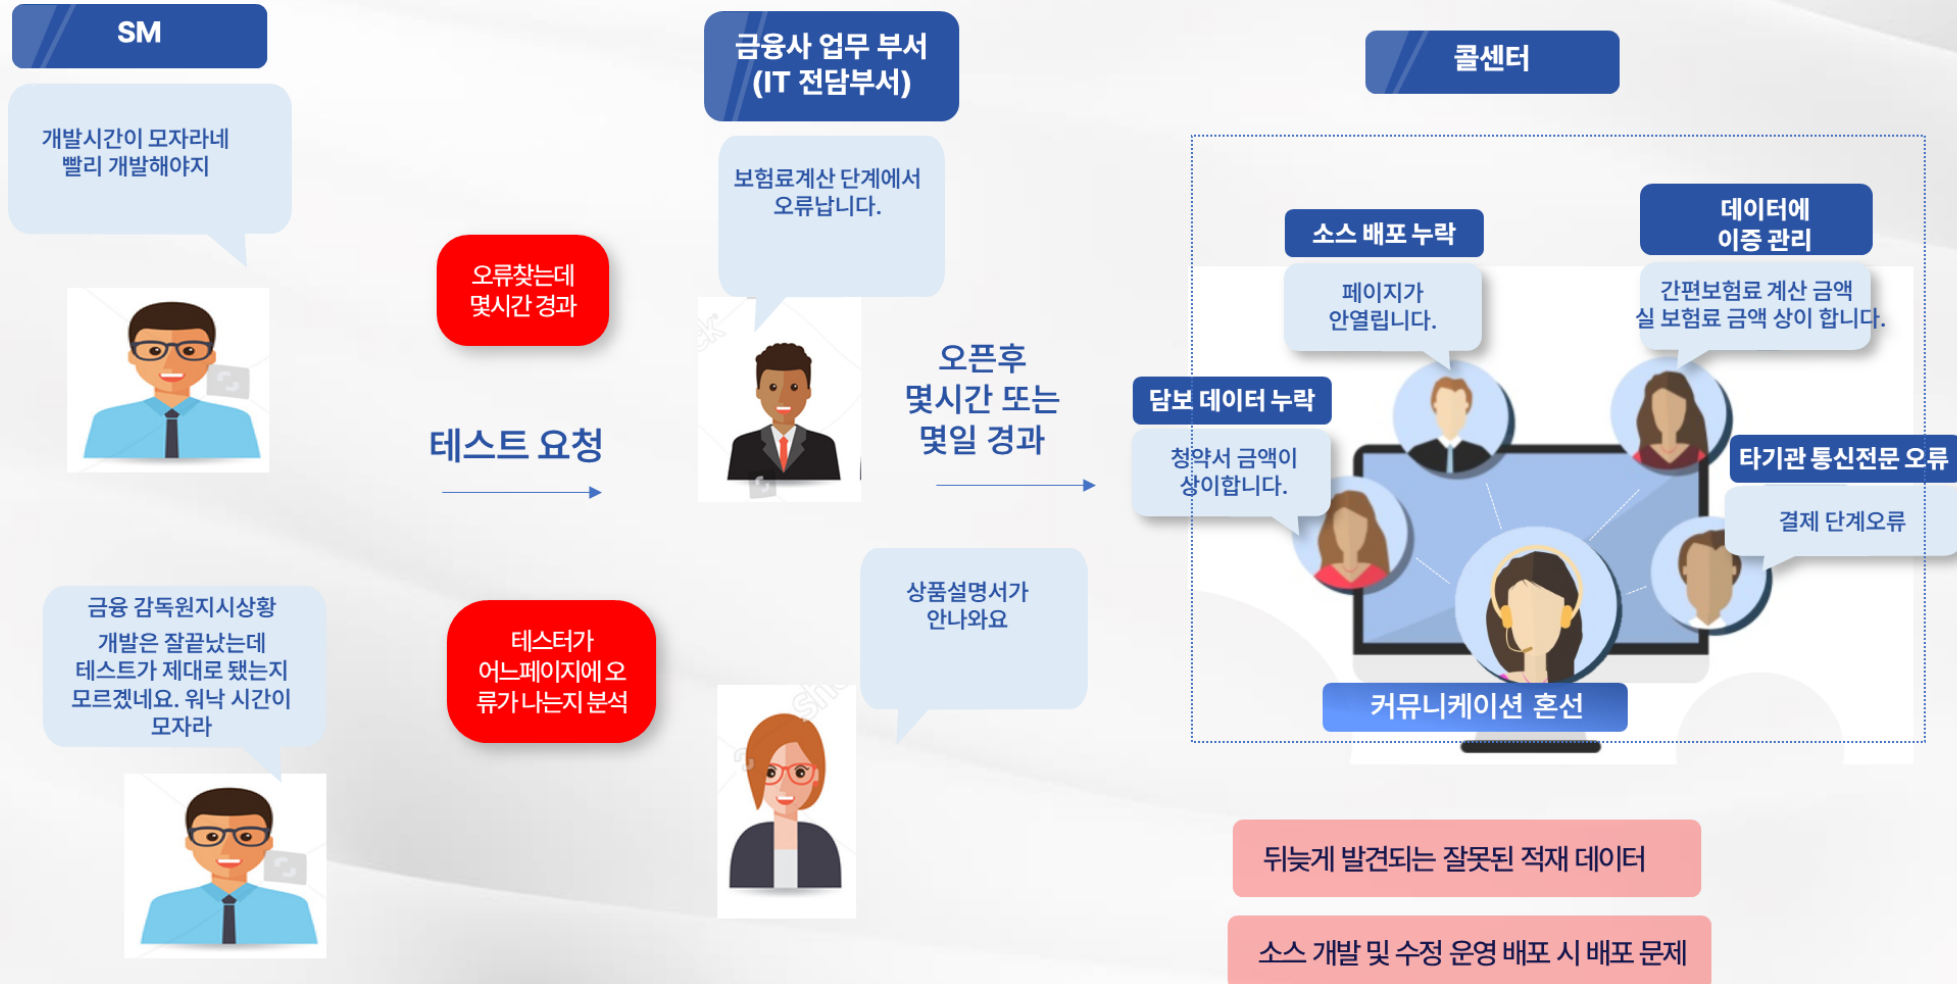 SM
개발시간이 모자라네
빨리 개발해야지
금융 감독원지시상황
개발은 잘끝났는데
테스트가 제대로 됐는지
모르곘네요. 워낙 시간이
모자라
오류찾는데
몇시간 경과
테스트 요청
테스터가
어느페이지에 오
류가 나는지 분석
금융사 업무 부서
(IT 전담부서)
보험료계산 단계에서
오류납니다.
상품설명서가
안나와요
오픈후
몇시간 또는
몇일 경과
콜센터
소스 배포 누락
페이지가
안열립니다.
데이터에
이중 관리
간편보험료 계산 금액
실 보험료 금액 상이 합니다.
담보 데이터 누락
청약서 금액이
상이합니다.
타기관 통신전문 오류
결제 단계오류
커뮤니케이션 혼선
뒤늦게 발견되는 잘못된 적재 데이터
소스 개발 및 수정 운영 배포 시 배포 문제